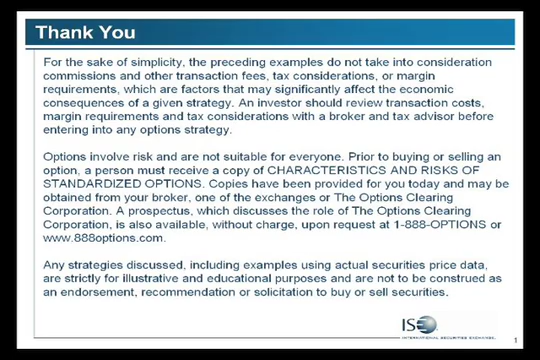 Thank You
For the sake of simplicity, the preceding examples do not take into consideration
commissions and other transaction fees, tax considerations, or margin
requirements, which are factors that may significantly affect the economic
consequences of a given strategy. An investor should review transaction costs,
margin requirements and tax considerations with a broker and tax advisor before
entering into any options strategy.
Options involve risk and are not suitable for everyone. Prior to buying or selling an
option, a person must receive a copy of CHARACTERISTICS AND RISKS OF
STANDARDIZED OPTIONS. Copies have been provided for you today and may be
obtained from your broker, one of the exchanges or The Options Clearing
Corporation. A prospectus, which discusses the role of The Options Clearing
Corporation, is also available, without charge, upon request at 1-888-OPTIONS or
www.888options.com.
Any strategies discussed, including examples using actual securities price data,
are strictly for illustrative and educational purposes and are not to be construed as
an endorsement, recommendation or solicitation to buy or sell securities.
ISE
INTERNATIONAL SECURITIES EXCHANGE.
1